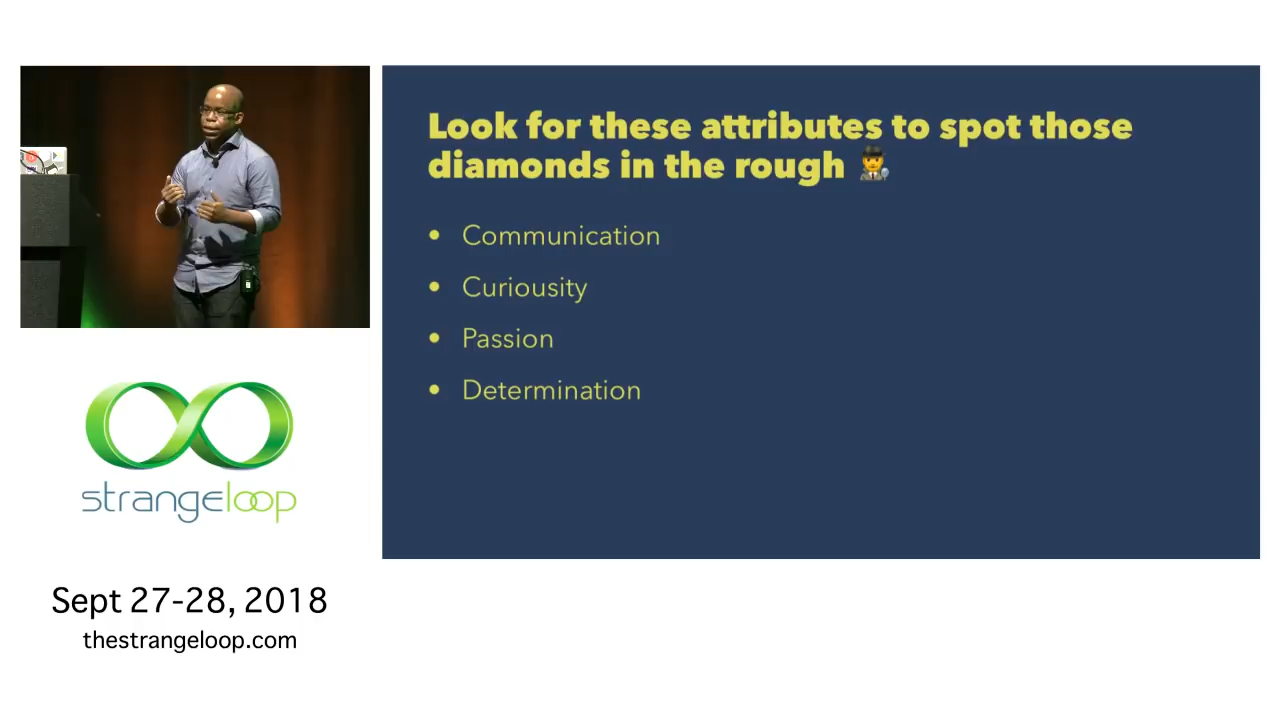 Look for these attributes to spot those
diamonds in the rough 🕵️
Communication
Curiousity
Passion
Determination
strangeloop
Sept 27-28, 2018
thestrangeloop.com